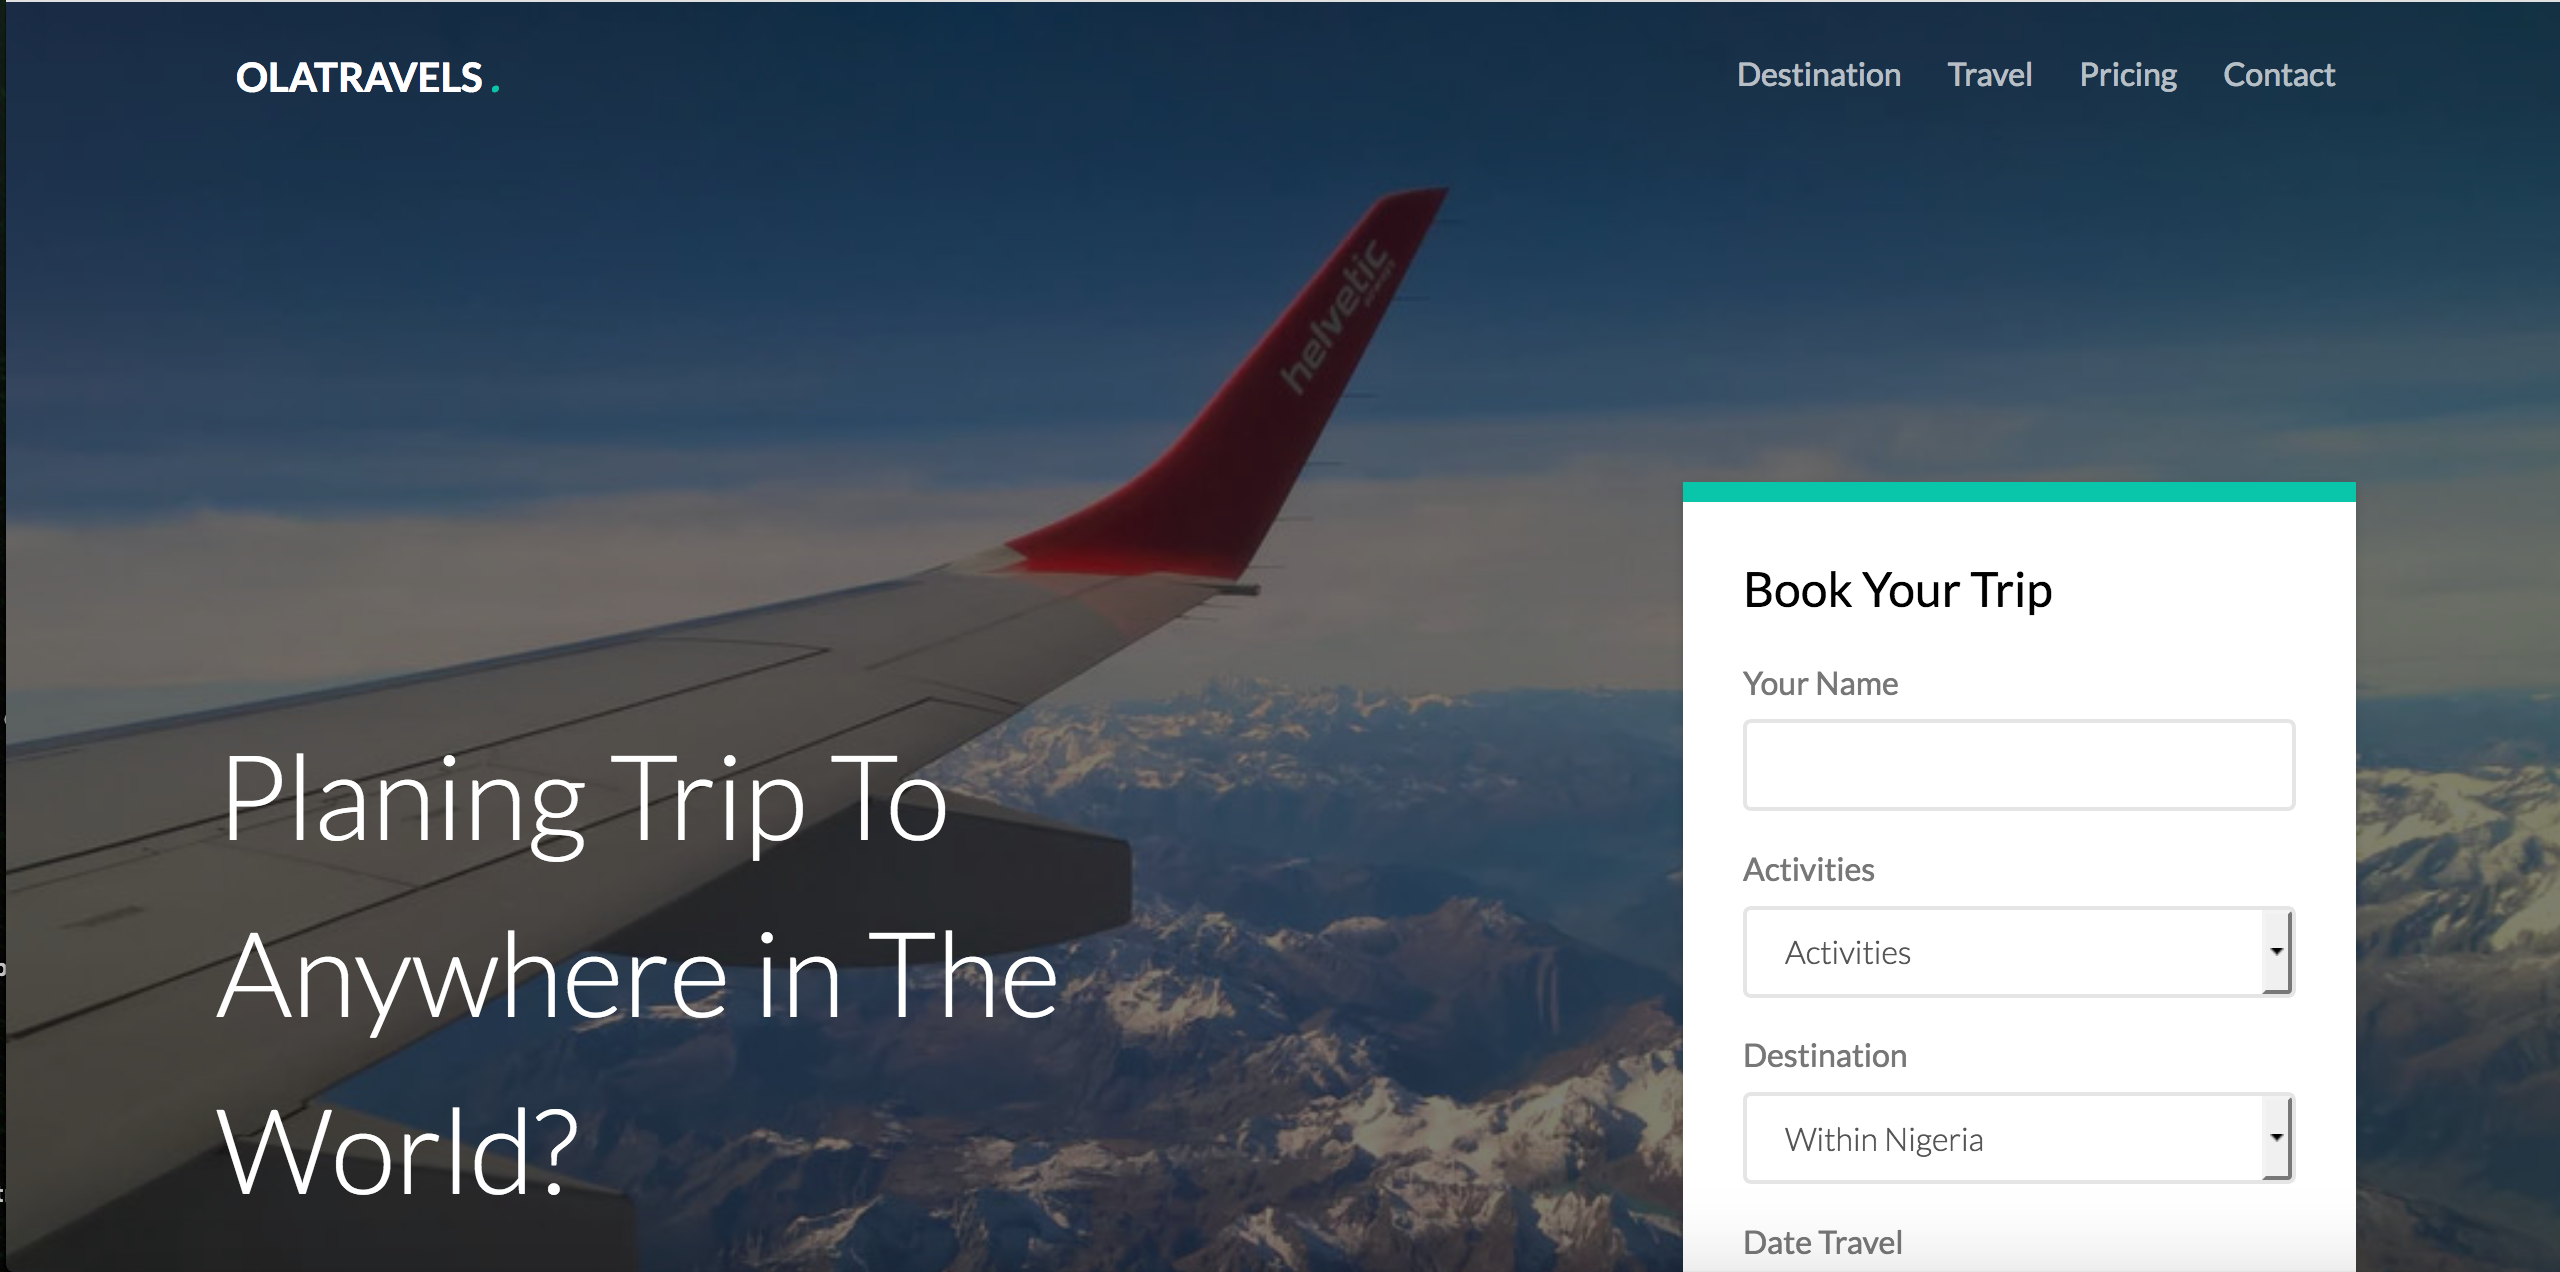 OLATRAVELS .
Destination Travel Pricing Contact
helvetic
Planing Trip To
Anywhere in The
World?
Book Your Trip
Your Name
Activities
Activities
Destination
Within Nigeria
Date Travel